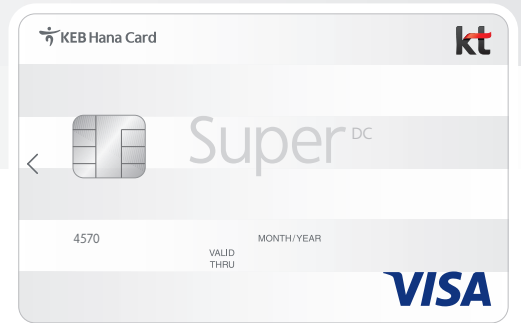 KEB Hana Card
kt
Super DC
4570
MONTH/YEAR
VALID
THRU
VISA